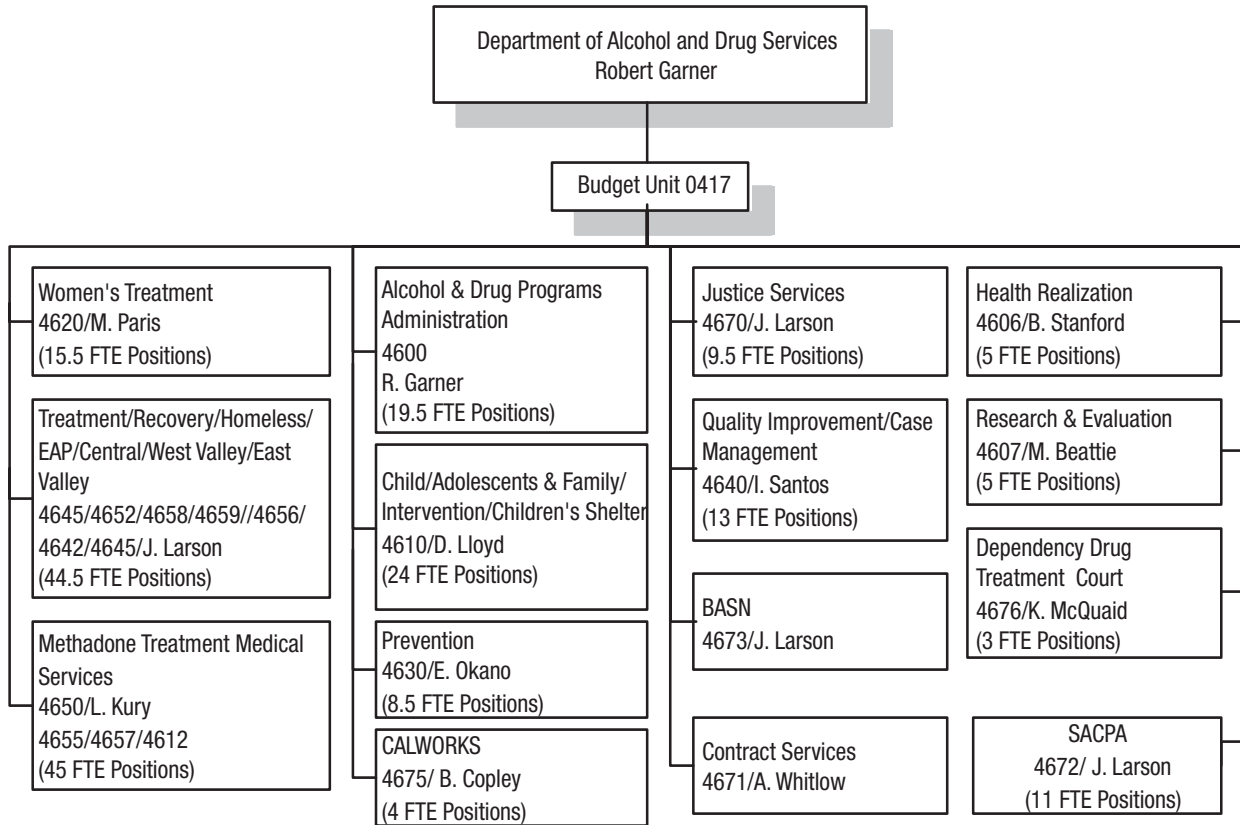 Department of Alcohol and Drug Services
Robert Garner
Budget Unit 0417
Women's Treatment
4620/M. Paris
(15.5 FTE Positions)
Treatment/Recovery/Homeless/
EAP/Central/West Valley/East
Valley
4645/4652/4658/4659//4656/
4642/4645/J. Larson
(44.5 FTE Positions)
Methadone Treatment Medical
Services
4650/L. Kury
4655/4657/4612
(45 FTE Positions)
Alcohol & Drug Programs
Administration
4600
R. Garner
(19.5 FTE Positions)
Child/Adolescents & Family/
Intervention/Children's Shelter
4610/D. Lloyd
(24 FTE Positions)
Prevention
4630/E. Okano
(8.5 FTE Positions)
CALWORKS
4675/ B. Copley
(4 FTE Positions)
Justice Services
4670/J. Larson
(9.5 FTE Positions)
Quality Improvement/Case
Management
4640/I. Santos
(13 FTE Positions)
BASN
4673/J. Larson
Contract Services
4671/A. Whitlow
Health Realization
4606/B. Stanford
(5 FTE Positions)
Research & Evaluation
4607/M. Beattie
(5 FTE Positions)
Dependency Drug
Treatment Court
4676/K. McQuaid
(3 FTE Positions)
SACPA
4672/ J. Larson
(11 FTE Positions)